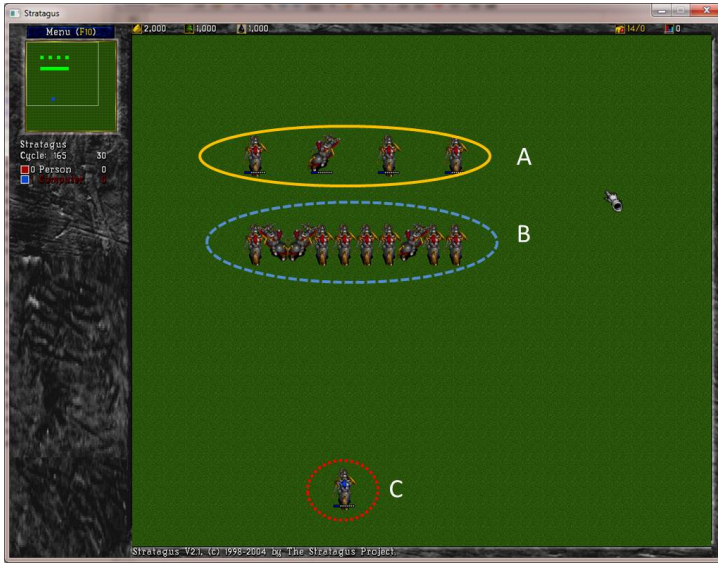 Stratagus
Menu (F10)
2,000 1,000 1,000 14/0 0
Stratagus
Cycle: 165 30
0 Person 0
A
B
C
Stratagus V2.1, (c) 1998-2004 by The Stratagus Project.